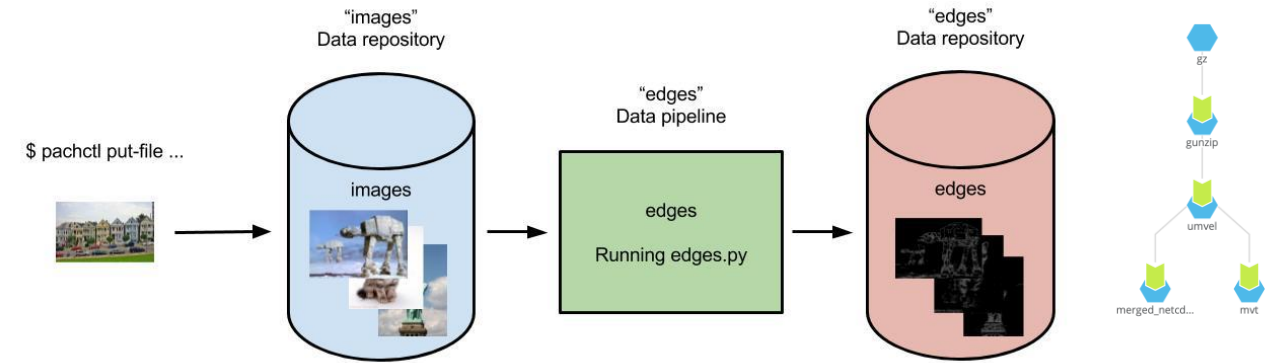 $ pachctl put-file ...
“images”
Data repository
images
“edges”
Data pipeline
edges
Running edges.py
“edges”
Data repository
edges
gz
gunzip
umvel
merged_netcd...
mvt